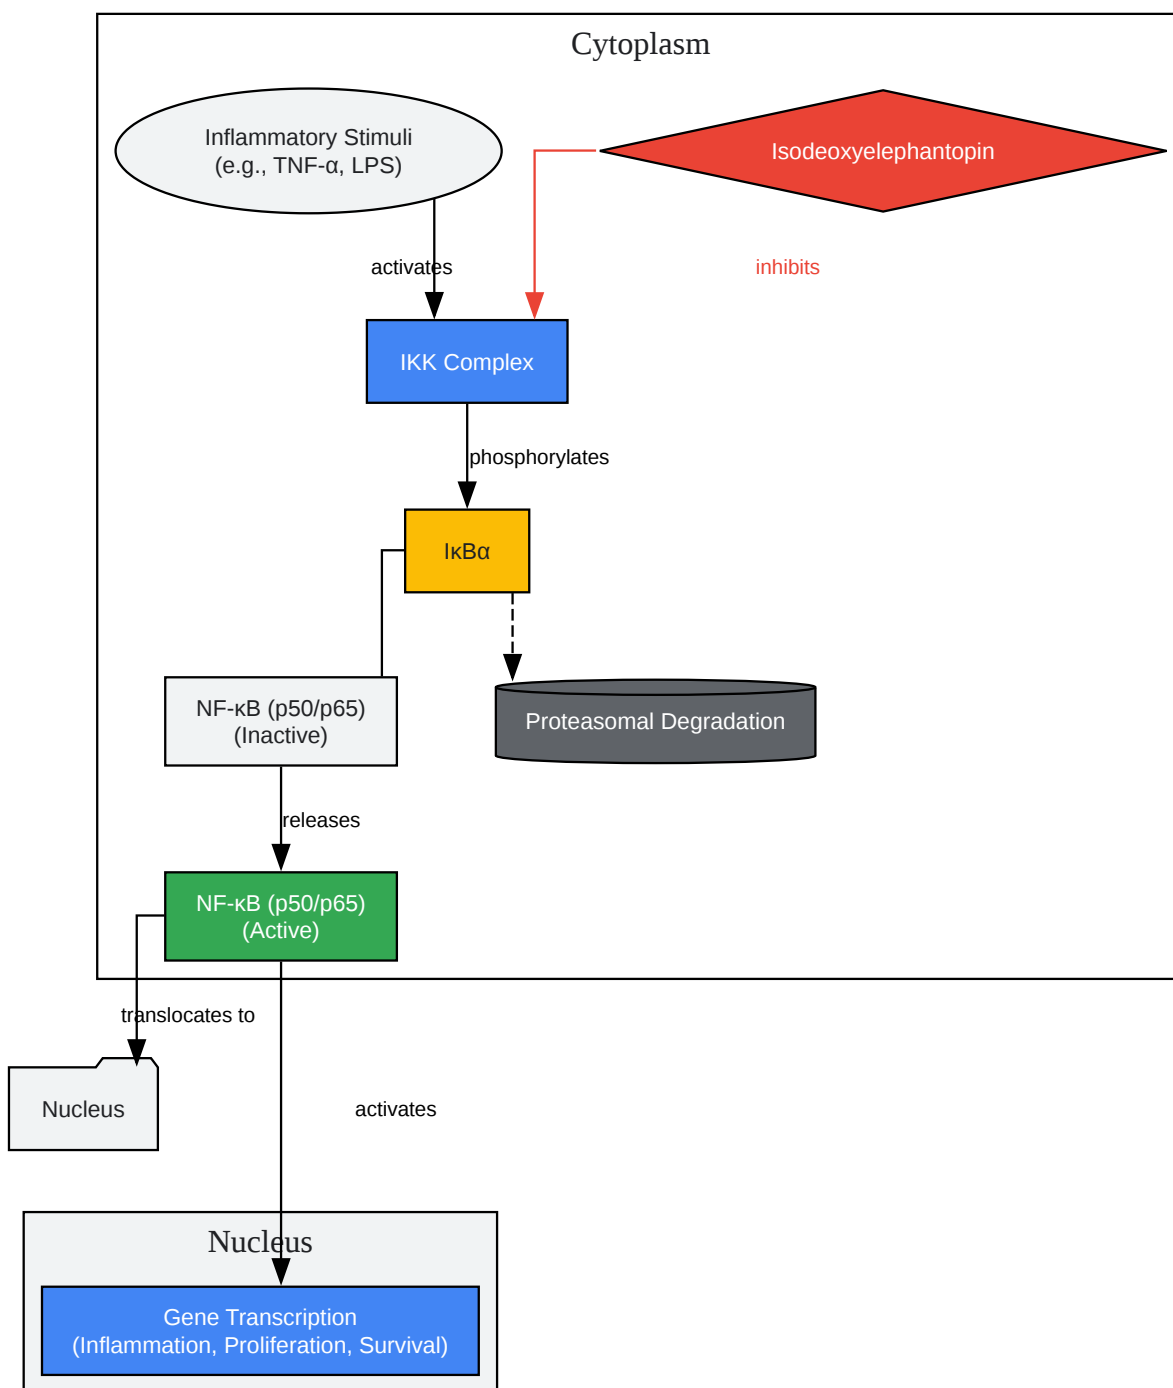 Cytoplasm
Inflammatory Stimuli
(e.g., TNF-α, LPS)
Isodeoxyelephantopin
activates
inhibits
IKK Complex
phosphorylates
IκBα
NF-κB (p50/p65)
(Inactive)
Proteasomal Degradation
releases
NF-κB (p50/p65)
(Active)
translocates to
Nucleus
activates
Nucleus
Gene Transcription
(Inflammation, Proliferation, Survival)